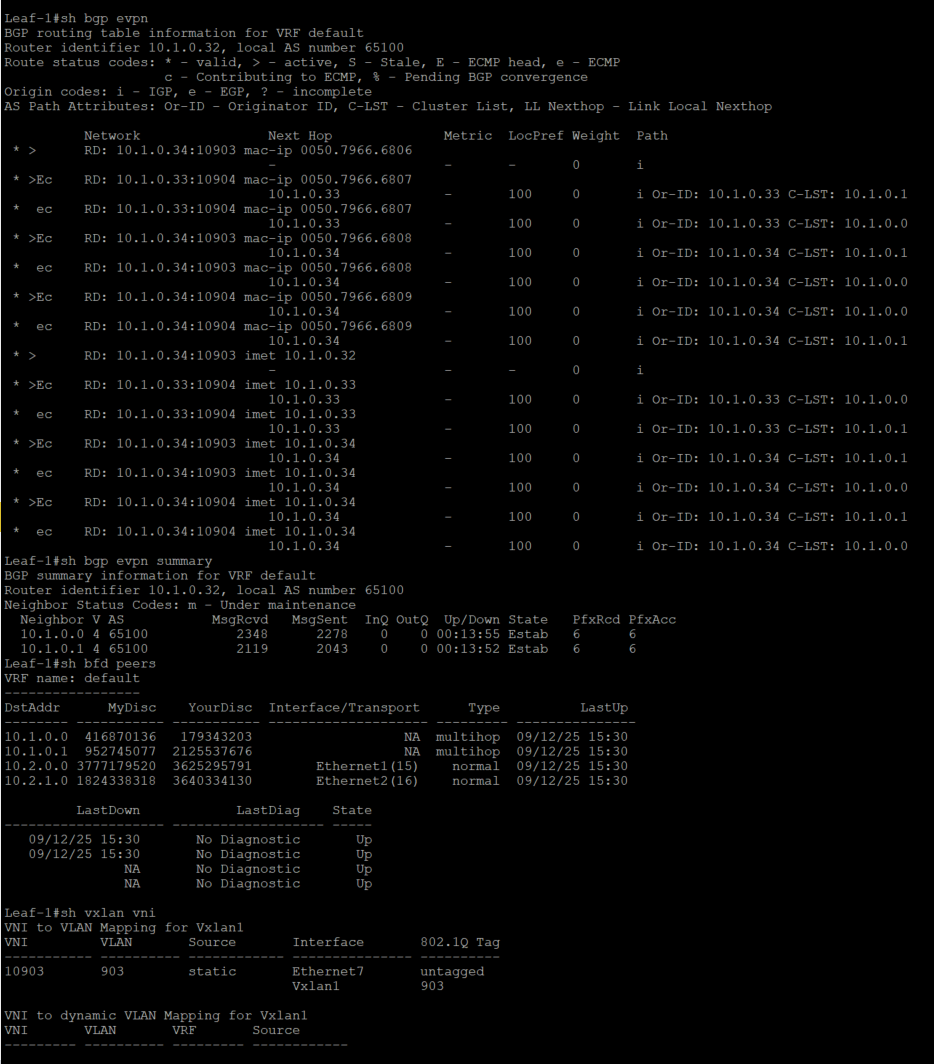 Leaf-1#sh bgp evpn
BGP routing table information for VRF default
Router identifier 10.1.0.32, local AS number 65100
Route status codes: * - valid, > - active, S - Stale, E - ECMP head, e - ECMP
                    c - Contributing to ECMP, % - Pending BGP convergence
Origin codes: i - IGP, e - EGP, ? - incomplete
AS Path Attributes: Or-ID - Originator ID, C-LST - Cluster List, LL Nexthop - Link Local Nexthop

          Network                Next Hop              Metric  LocPref Weight  Path
 * >      RD: 10.1.0.34:10903 mac-ip 0050.7966.6806
                                 -                     -       -       0       i
 * >Ec    RD: 10.1.0.33:10904 mac-ip 0050.7966.6807
                                 10.1.0.33             -       100     0       i Or-ID: 10.1.0.33 C-LST: 10.1.0.1
 *  ec    RD: 10.1.0.33:10904 mac-ip 0050.7966.6807
                                 10.1.0.33             -       100     0       i Or-ID: 10.1.0.33 C-LST: 10.1.0.0
 * >Ec    RD: 10.1.0.34:10903 mac-ip 0050.7966.6808
                                 10.1.0.34             -       100     0       i Or-ID: 10.1.0.34 C-LST: 10.1.0.1
 *  ec    RD: 10.1.0.34:10903 mac-ip 0050.7966.6808
                                 10.1.0.34             -       100     0       i Or-ID: 10.1.0.34 C-LST: 10.1.0.0
 * >Ec    RD: 10.1.0.34:10904 mac-ip 0050.7966.6809
                                 10.1.0.34             -       100     0       i Or-ID: 10.1.0.34 C-LST: 10.1.0.0
 *  ec    RD: 10.1.0.34:10904 mac-ip 0050.7966.6809
                                 10.1.0.34             -       100     0       i Or-ID: 10.1.0.34 C-LST: 10.1.0.1
 * >      RD: 10.1.0.34:10903 imet 10.1.0.32
                                 -                     -       -       0       i
 * >Ec    RD: 10.1.0.33:10904 imet 10.1.0.33
                                 10.1.0.33             -       100     0       i Or-ID: 10.1.0.33 C-LST: 10.1.0.0
 *  ec    RD: 10.1.0.33:10904 imet 10.1.0.33
                                 10.1.0.33             -       100     0       i Or-ID: 10.1.0.33 C-LST: 10.1.0.1
 * >Ec    RD: 10.1.0.34:10903 imet 10.1.0.34
                                 10.1.0.34             -       100     0       i Or-ID: 10.1.0.34 C-LST: 10.1.0.1
 *  ec    RD: 10.1.0.34:10903 imet 10.1.0.34
                                 10.1.0.34             -       100     0       i Or-ID: 10.1.0.34 C-LST: 10.1.0.0
 * >Ec    RD: 10.1.0.34:10904 imet 10.1.0.34
                                 10.1.0.34             -       100     0       i Or-ID: 10.1.0.34 C-LST: 10.1.0.1
 *  ec    RD: 10.1.0.34:10904 imet 10.1.0.34
                                 10.1.0.34             -       100     0       i Or-ID: 10.1.0.34 C-LST: 10.1.0.0
Leaf-1#sh bgp evpn summary
BGP summary information for VRF default
Router identifier 10.1.0.32, local AS number 65100
Neighbor Status Codes: m - Under maintenance
  Neighbor V AS           MsgRcvd   MsgSent  InQ OutQ  Up/Down State   PfxRcd PfxAcc
  10.1.0.0 4 65100           2348      2278    0    0 00:13:55 Estab   6      6
  10.1.0.1 4 65100           2119      2043    0    0 00:13:52 Estab   6      6
Leaf-1#sh bfd peers
VRF name: default
-----------------
DstAddr      MyDisc    YourDisc  Interface/Transport      Type          LastUp
-------- ---------- ----------- -------------------- --------- ---------------
10.1.0.0  416870136   179343203                   NA  multihop  09/12/25 15:30
10.1.0.1  952745077  2125537676                   NA  multihop  09/12/25 15:30
10.2.0.0 3777179520  3625295791        Ethernet1(15)    normal  09/12/25 15:30
10.2.1.0 1824338318  3640334130        Ethernet2(16)    normal  09/12/25 15:30

         LastDown            LastDiag    State
-------------------- ------------------- -----
   09/12/25 15:30       No Diagnostic       Up
   09/12/25 15:30       No Diagnostic       Up
               NA       No Diagnostic       Up
               NA       No Diagnostic       Up

Leaf-1#sh vxlan vni
VNI to VLAN Mapping for Vxlan1
VNI         VLAN       Source       Interface       802.1Q Tag
----------- ---------- ------------ --------------- ----------
10903       903        static       Ethernet7       untagged
                                    Vxlan1          903

VNI to dynamic VLAN Mapping for Vxlan1
VNI       VLAN       VRF       Source
--------- ---------- --------- ------------